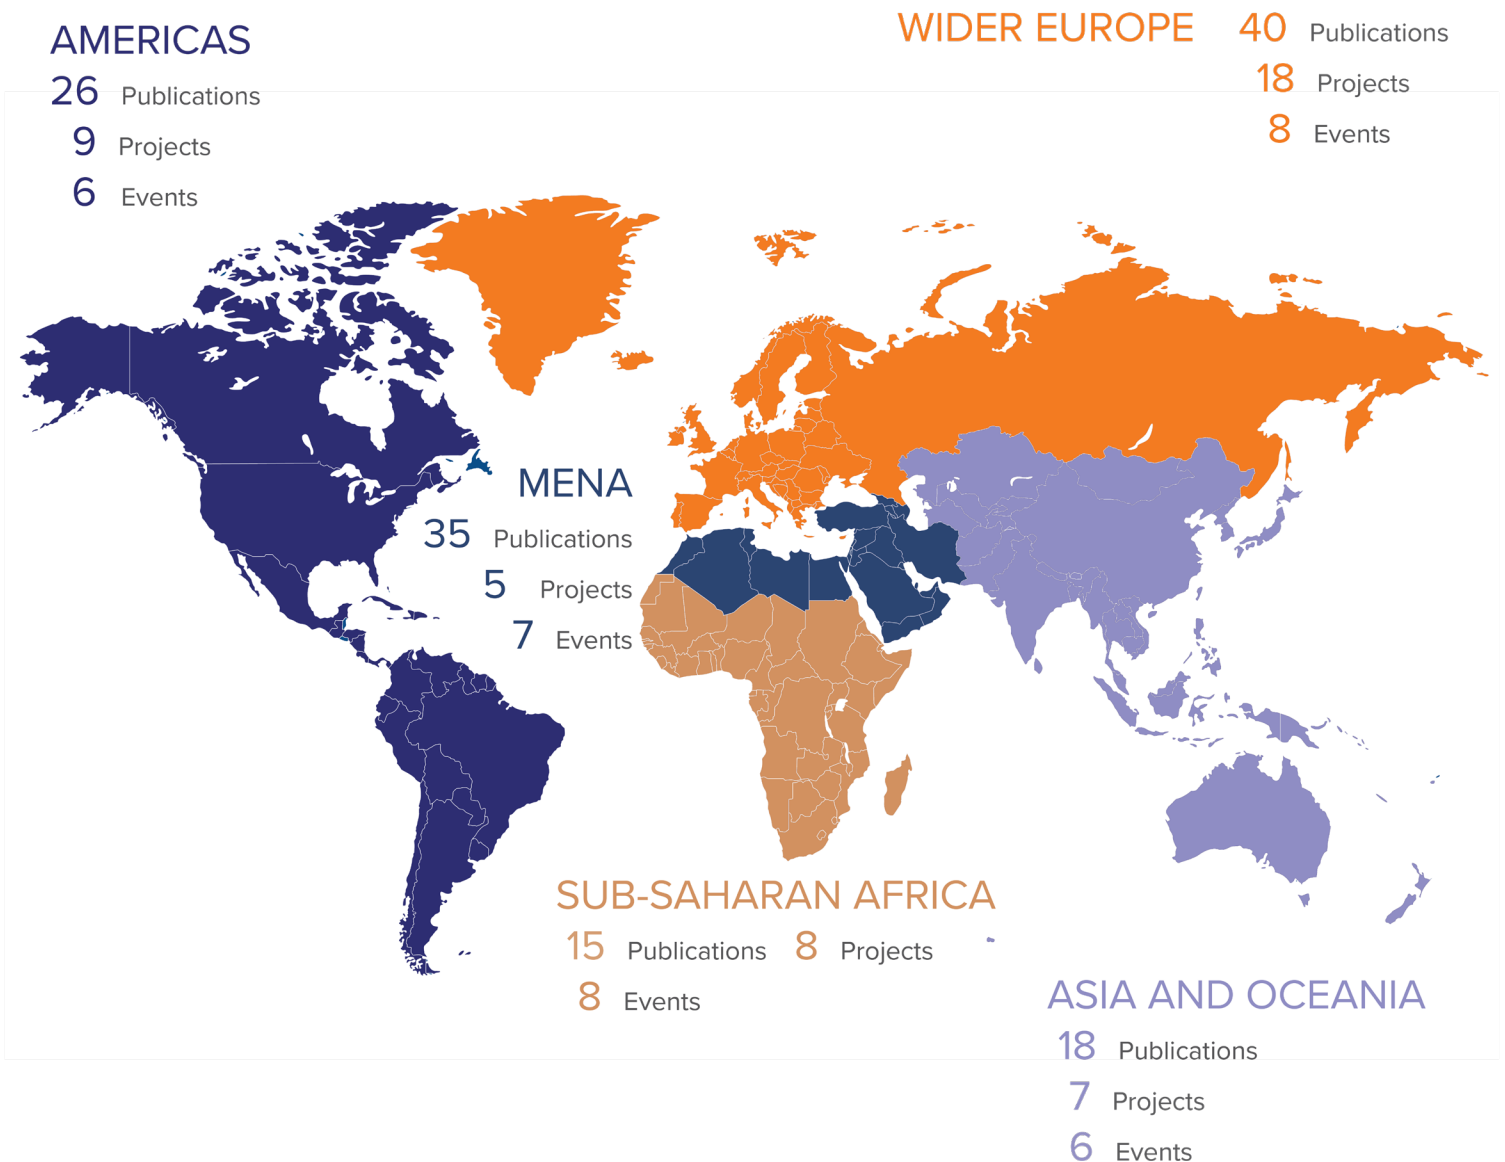 AMERICAS
26 Publications
9 Projects
6 Events
WIDER EUROPE 40 Publications
18 Projects
8 Events
MENA
35 Publications
5 Projects
7 Events
SUB-SAHARAN AFRICA
15 Publications 8 Projects
8 Events
ASIA AND OCEANIA
18 Publications
7 Projects
6 Events